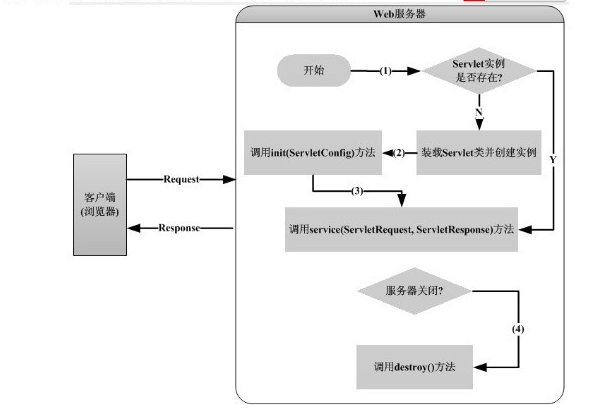 Web服务器
开始
(1)
Servlet实例
是否存在?
N
Y
调用init(ServletConfig)方法
(2)
装载Servlet类并创建实例
(3)
客户端
(浏览器)
Request
Response
调用service(ServletRequest, ServletResponse)方法
服务器关闭?
(4)
调用destroy()方法